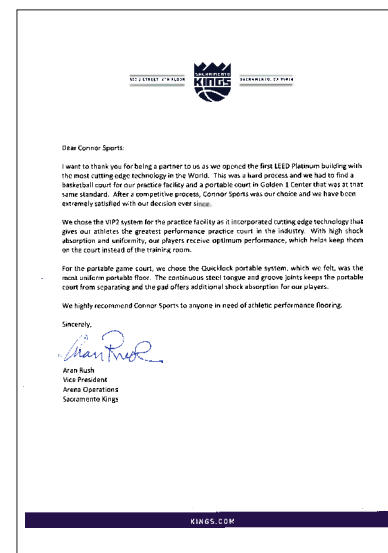 SACRAMENTO
KINGS
SACRAMENTO, CA 95814
Dear Connor Sports:
I want to thank you for being a partner to us as we opened the first LEED Platinum building with
the most cutting edge technology in the World. This was a hard process and we had to find a
basketball court for our practice facility and a portable court in Golden 1 Center that was at that
same standard. After a competitive process, Connor Sports was our choice and we have been
extremely satisfied with our decision ever since.
We chose the VIP2 system for the practice facility as it incorporated cutting edge technology that
gives our athletes the greatest performance practice court in the industry. With high shock
absorption and uniformity, our players receive optimum performance, which helps keep them
on the court instead of the training room.
For the portable game court, we chose the Quicklock portable system, which we felt, was the
most uniform portable floor. The continuous steel tongue and groove joints keeps the portable
court from separating and the pad offers additional shock absorption for our players.
We highly recommend Connor Sports to anyone in need of athletic performance flooring.
Sincerely,
Aran Rush
Aran Rush
Vice President
Arena Operations
Sacramento Kings
KINGS.COM